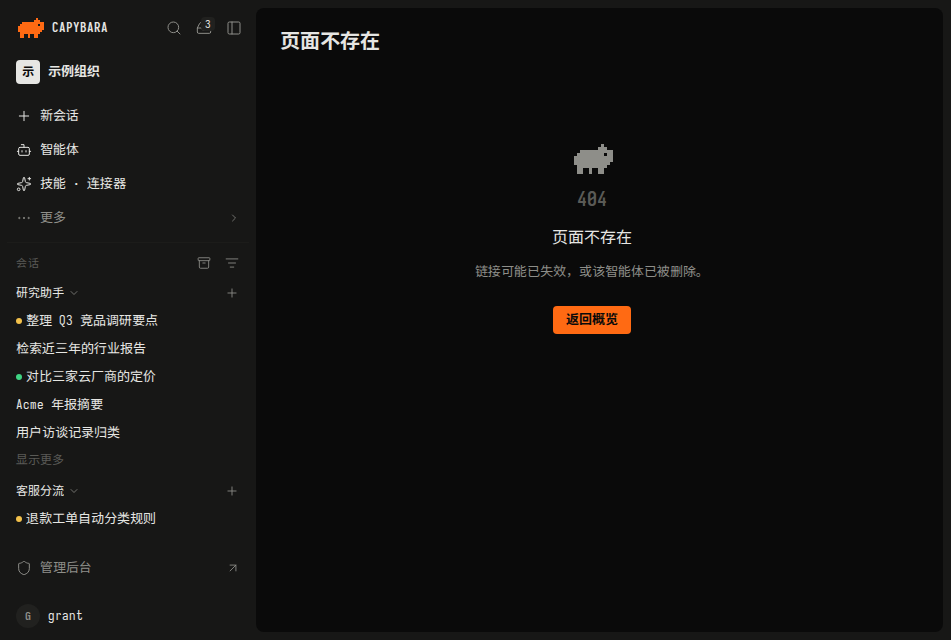 CAPYBARA
3
示 示例组织
新会话
智能体
技能 · 连接器
更多
会话
研究助手
整理 Q3 竞品调研要点
检索近三年的行业报告
对比三家云厂商的定价
Acme 年报摘要
用户访谈记录归类
显示更多
客服分流
退款工单自动分类规则
管理后台
G grant
页面不存在
404
页面不存在
链接可能已失效，或该智能体已被删除。
返回概览